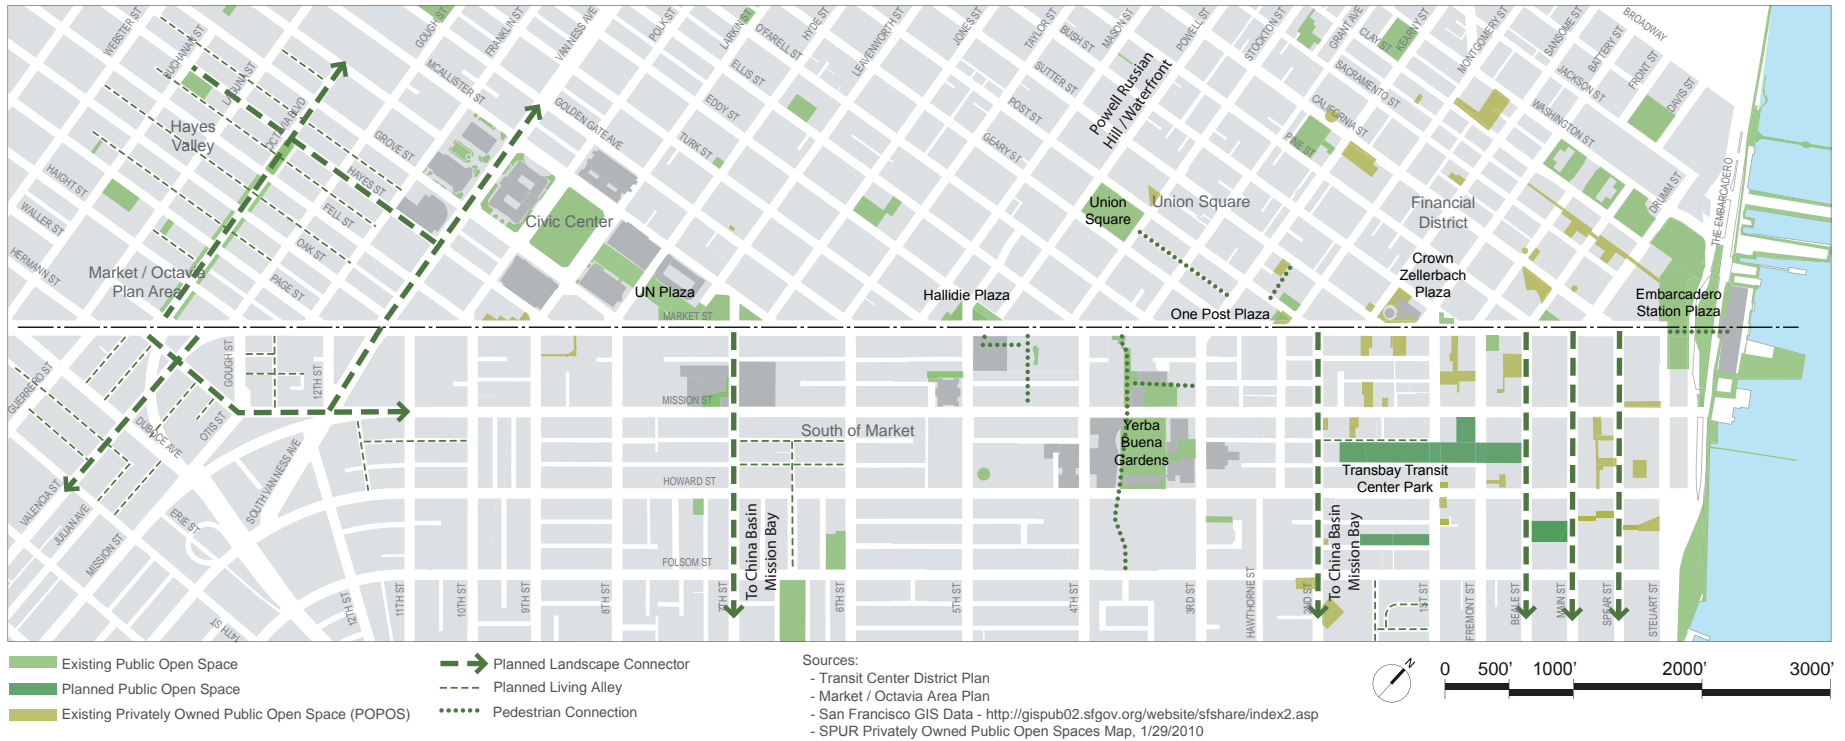 WEBSTER ST
BUCHANAN ST
LAGUNA ST
OCTAVIA BLVD
GOUGH ST
FRANKLIN ST
VAN NESS AVE
POLK ST
LARKIN ST
O'FARELL ST
HYDE ST
LEAVENWORTH ST
JONES ST
TAYLOR ST
BUSH ST
MASON ST
POWELL ST
STOCKTON ST
GRANT AVE
CLAY ST
KEARNY ST
MONTGOMERY ST
SANSOME ST
BATTERY ST
BROADWAY
FRONT ST
DAVIS ST
JACKSON ST
WASHINGTON ST
SACRAMENTO ST
CALIFORNIA ST
PINE ST
SUTTER ST
POST ST
GEARY ST
ELLIS ST
EDDY ST
TURK ST
GOLDEN GATE AVE
MCALLISTER ST
GROVE ST
HAYES ST
FELL ST
OAK ST
PAGE ST
HAIGHT ST
WALLER ST
HERMANN ST
DRUMM ST
THE EMBARCADERO
Powell Russian
Hill / Waterfront
Hayes
Valley
Civic Center
Union
Square
Union Square
Financial
District
Market / Octavia
Plan Area
UN Plaza
MARKET ST
Hallidie Plaza
One Post Plaza
Crown
Zellerbach
Plaza
Embarcadero
Station Plaza
GUERRERO ST
GOUGH ST
12TH ST
OTIS ST
DUBOCE AVE
VALENCIA ST
JULIAN AVE
MISSION ST
ERIE ST
SOUTH VAN NESS AVE
14TH ST
12TH ST
MISSION ST
South of Market
HOWARD ST
FOLSOM ST
Yerba
Buena
Gardens
Transbay Transit
Center Park
To China Basin
Mission Bay
To China Basin
Mission Bay
11TH ST
10TH ST
9TH ST
8TH ST
7TH ST
6TH ST
5TH ST
4TH ST
3RD ST
HAWTHORNE ST
2ND ST
1ST ST
FREMONT ST
BEALE ST
MAIN ST
SPEAR ST
STEUART ST
Existing Public Open Space
Planned Public Open Space
Existing Privately Owned Public Open Space (POPOS)
Planned Landscape Connector
Planned Living Alley
Pedestrian Connection
Sources:
- Transit Center District Plan
- Market / Octavia Area Plan
- San Francisco GIS Data - http://gispub02.sfgov.org/website/sfshare/index2.asp
- SPUR Privately Owned Public Open Spaces Map, 1/29/2010
N
0 500' 1000' 2000' 3000'